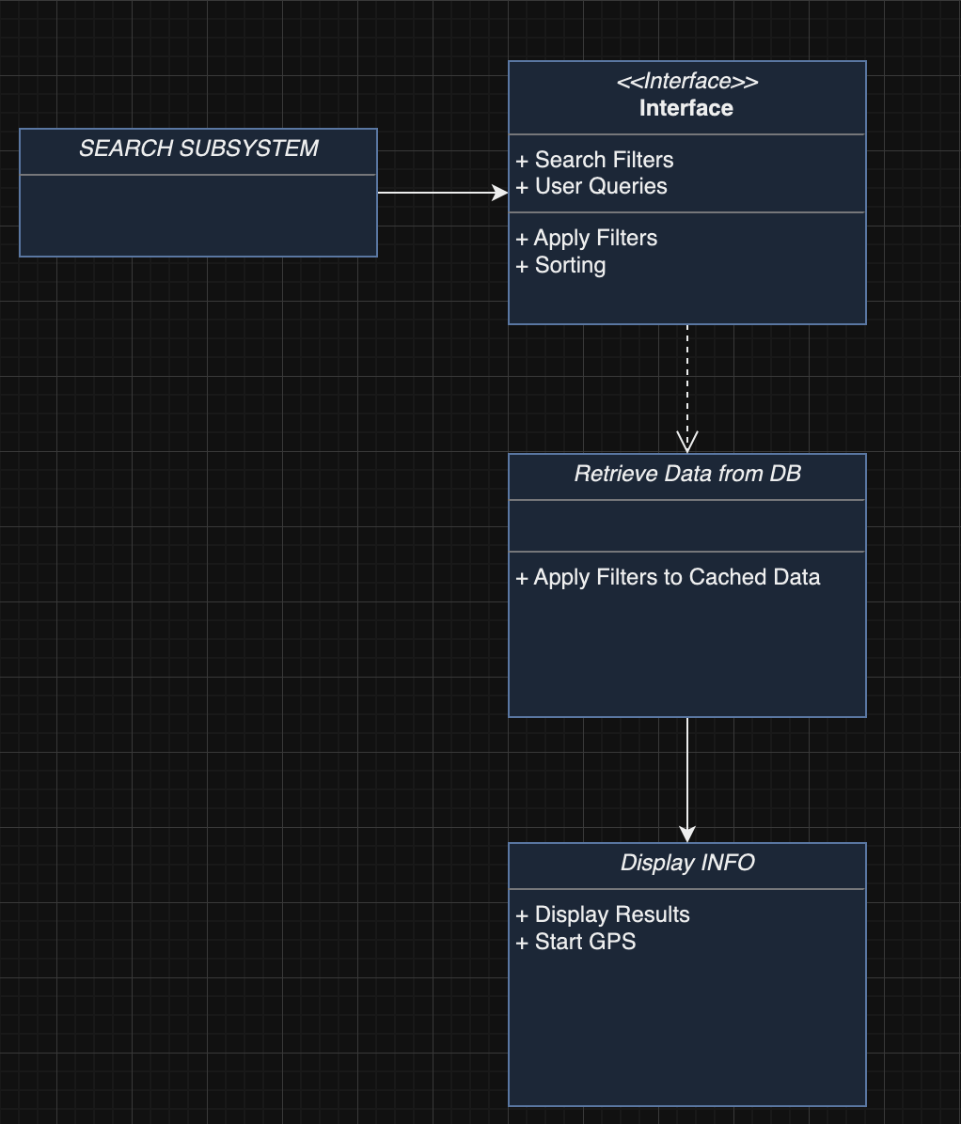 SEARCH SUBSYSTEM
<<Interface>>
Interface
+ Search Filters
+ User Queries
+ Apply Filters
+ Sorting
Retrieve Data from DB
+ Apply Filters to Cached Data
Display INFO
+ Display Results
+ Start GPS